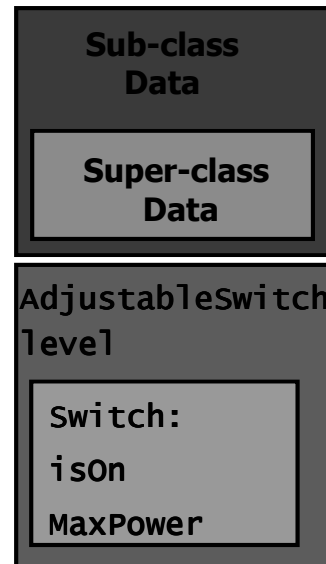 Sub-class
Data
Super-class
Data
AdjustableSwitch
level
Switch:
isOn
MaxPower